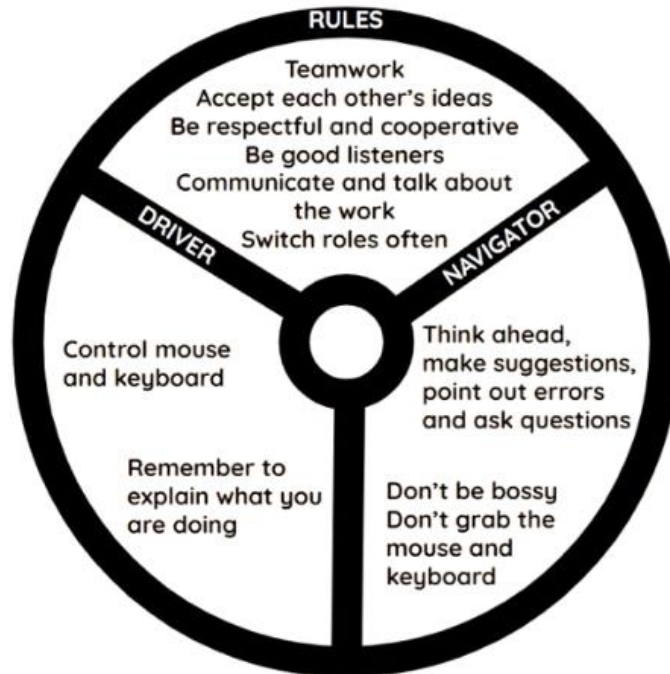 RULES
Teamwork
Accept each other's ideas
Be respectful and cooperative
Be good listeners
Communicate and talk about
the work
Switch roles often
DRIVER
Control mouse
and keyboard
Remember to
explain what you
are doing
NAVIGATOR
Think ahead,
make suggestions,
point out errors
and ask questions
Don't be bossy
Don't grab the
mouse and
keyboard